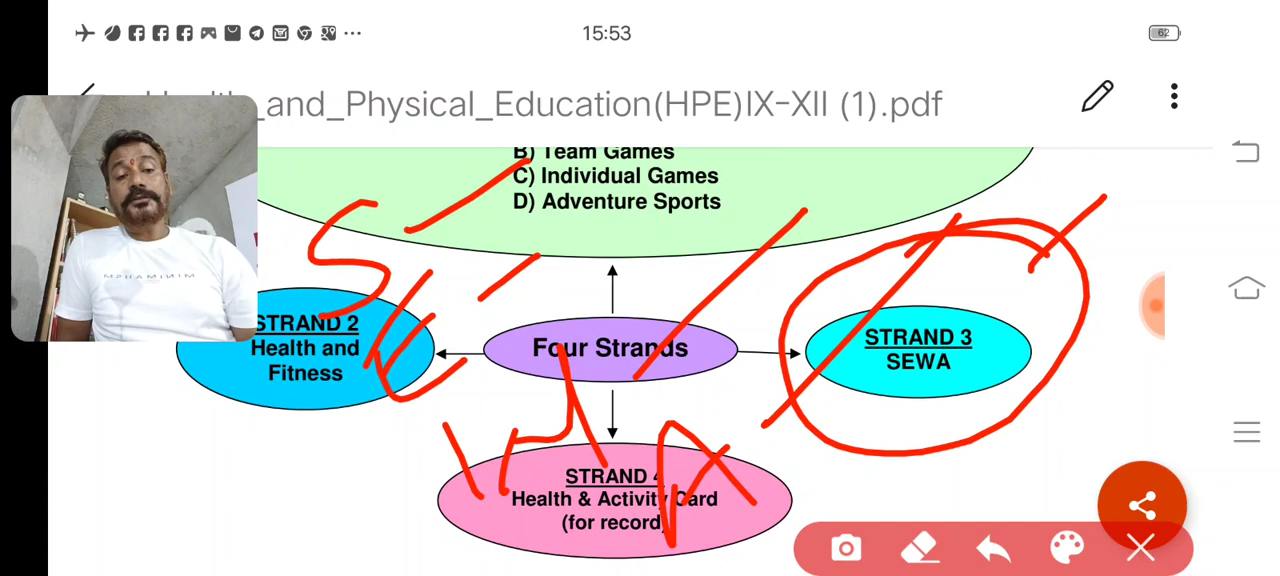 15:53
62
_and_Physical_Education(HPE)IX-XII (1).pdf
B) Team Games
C) Individual Games
D) Adventure Sports
STRAND 2
Health and
Fitness
Four Strands
STRAND 3
SEWA
STRAND 4
Health & Activity Card
(for record)